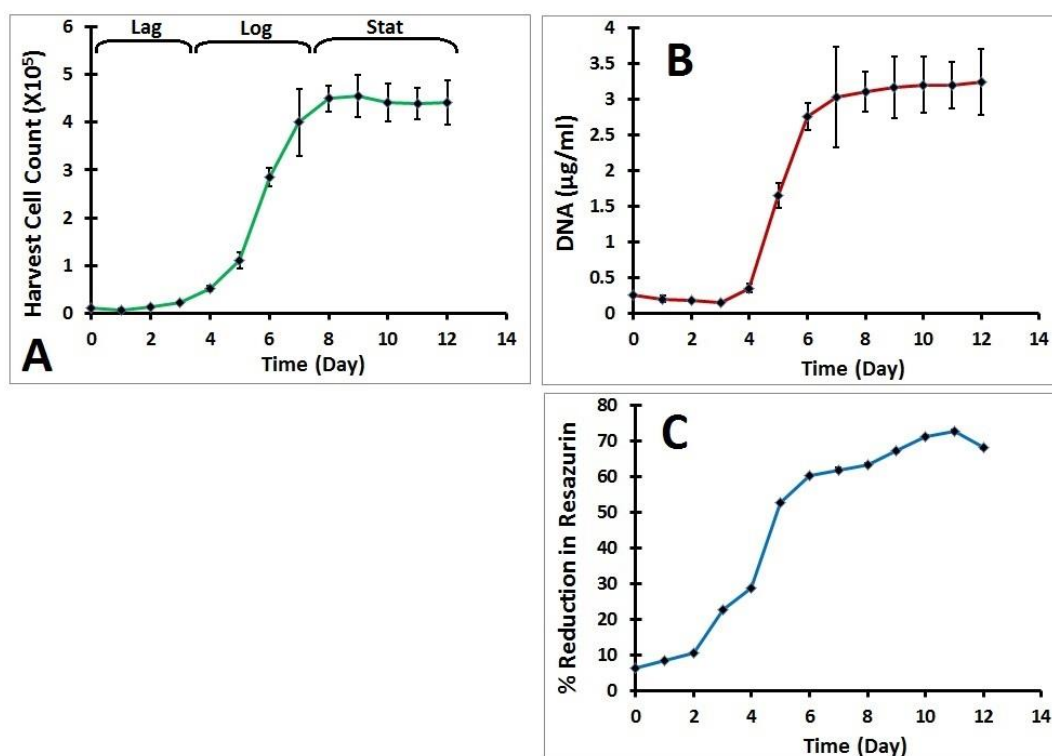 Lag Log Stat
Harvest Cell Count (X10⁵)
6
5
4
3
2
1
0
0 2 4 6 8 10 12 14
Time (Day)
A
B
DNA (µg/ml)
4
3.5
3
2.5
2
1.5
1
0.5
0
0 2 4 6 8 10 12 14
Time (Day)
C
% Reduction in Resazurin
80
70
60
50
40
30
20
10
0
0 2 4 6 8 10 12 14
Time (Day)